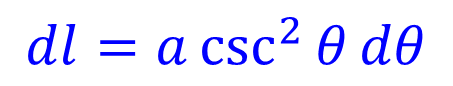 dl = a csc² θ dθ